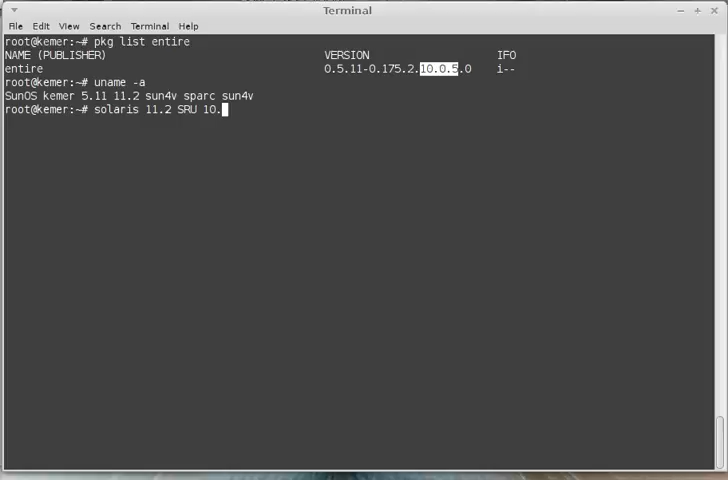 Terminal
File Edit View Search Terminal Help
root@kemer:~# pkg list entire
NAME (PUBLISHER) VERSION IFO
entire 0.5.11-0.175.2.10.0.5.0 i--
root@kemer:~# uname -a
SunOS kemer 5.11 11.2 sun4v sparc sun4v
root@kemer:~# solaris 11.2 SRU 10.